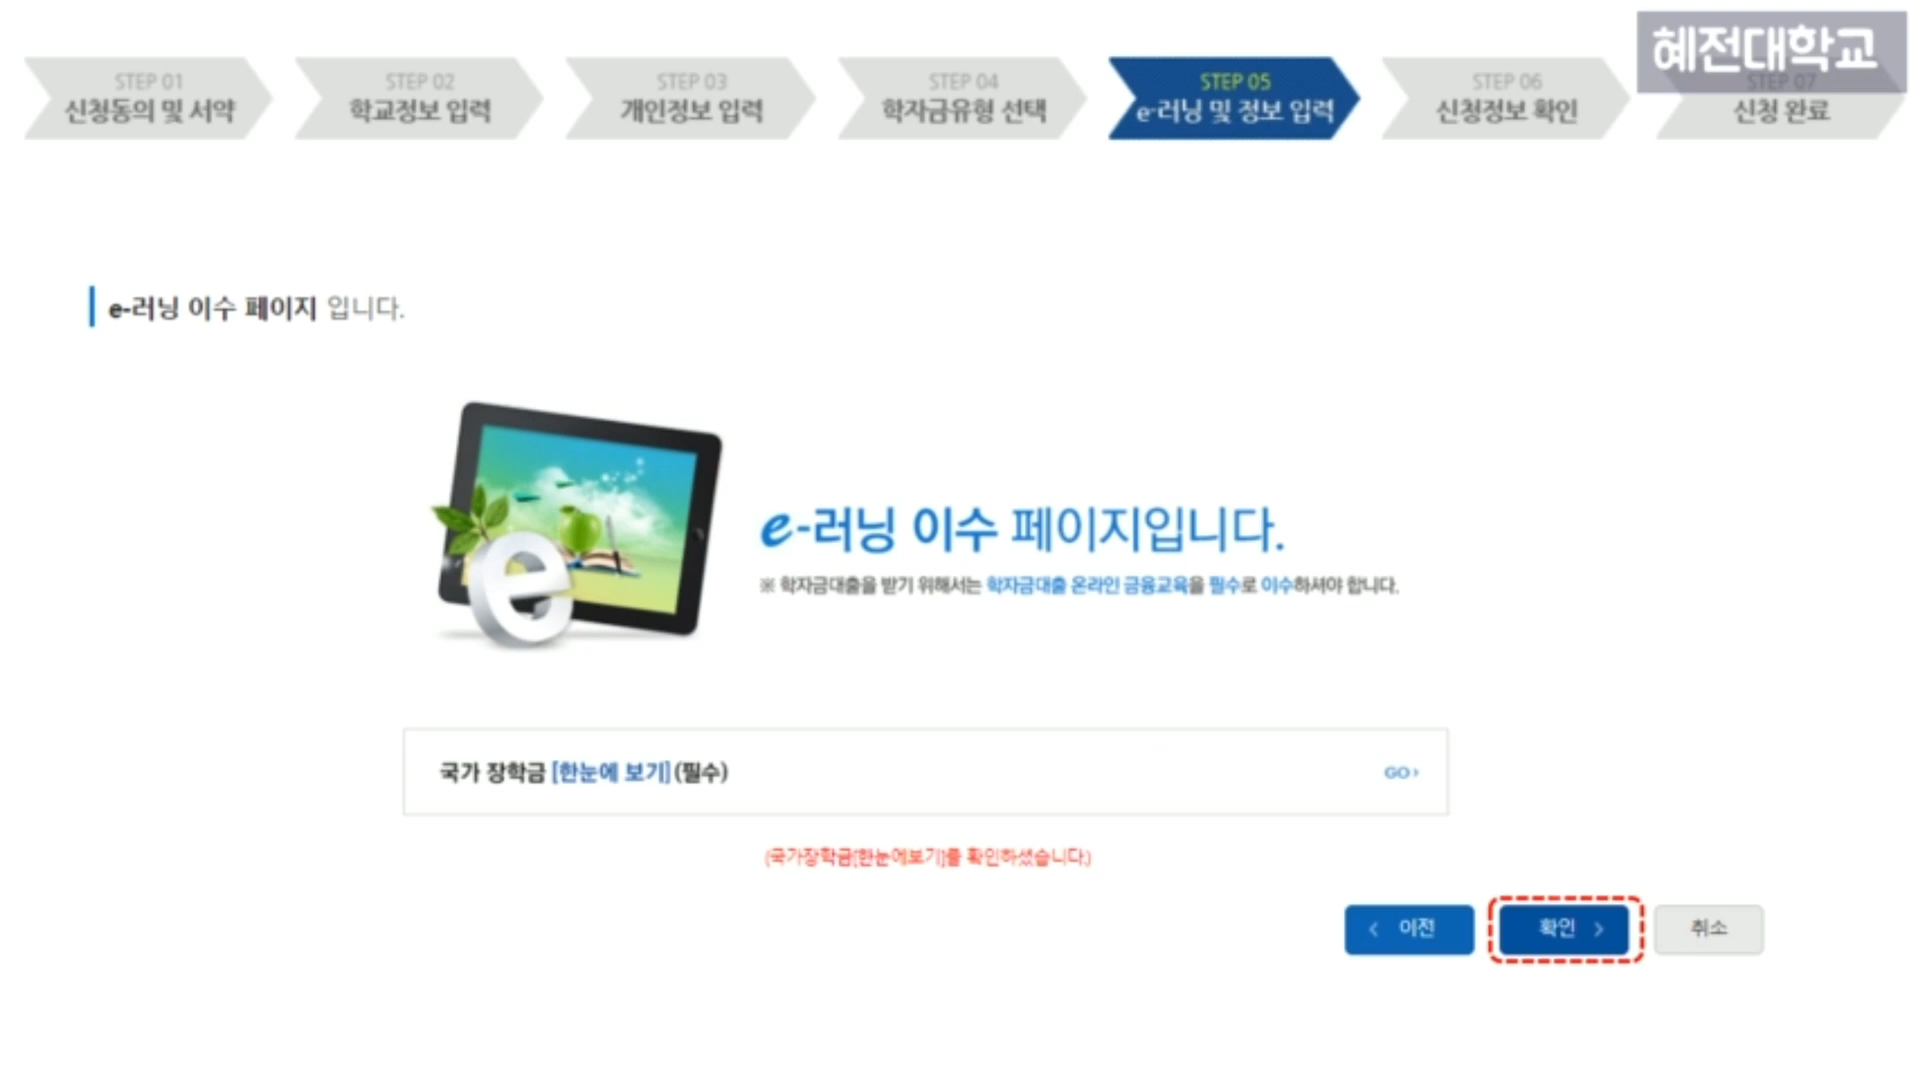 혜전대학교
STEP 01
신청동의 및 서약
STEP 02
학교정보 입력
STEP 03
개인정보 입력
STEP 04
학자금유형 선택
STEP 05
e-러닝 및 정보 입력
STEP 06
신청정보 확인
STEP 07
신청 완료
e-러닝 이수 페이지 입니다.
e-러닝 이수 페이지입니다.
※ 학자금대출을 받기 위해서는 학자금대출 온라인 금융교육을 필수로 이수하셔야 합니다.
국가 장학금 [한눈에 보기] (필수)
GO ›
(국가장학금[한눈에보기]를 확인하셨습니다.)
‹ 이전
확인 ›
취소